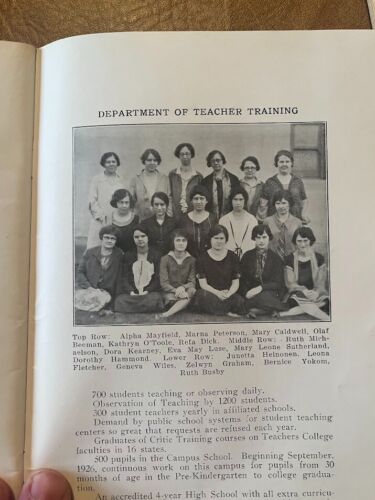 DEPARTMENT OF TEACHER TRAINING
Top Row: Alpha Mayfield, Marna Peterson, Mary Caldwell, Olaf
Beeman, Kathryn O'Toole, Refa Dick. Middle Row: Ruth Mich-
aelson, Dora Kearney, Eva May Luse, Mary Leone Sutherland,
Dorothy Hammond. Lower Row: Junetta Heinonen, Leona
Fletcher, Geneva Wiles, Zelwyn Graham, Bernice Yokom,
Ruth Busby
700 students teaching or observing daily.
Observation of Teaching by 1200 students.
300 student teachers yearly in affiliated schools.
Demand by public school systems for student teaching
centers so great that requests are refused each year.
Graduates of Critic Training courses on Teachers College
faculties in 16 states.
500 pupils in the Campus School. Beginning September,
1926, continuous work on this campus for pupils from 30
months of age in the Pre-Kindergarten to college gradua-
tion.
An accredited 4-year High School with all extra curricu-